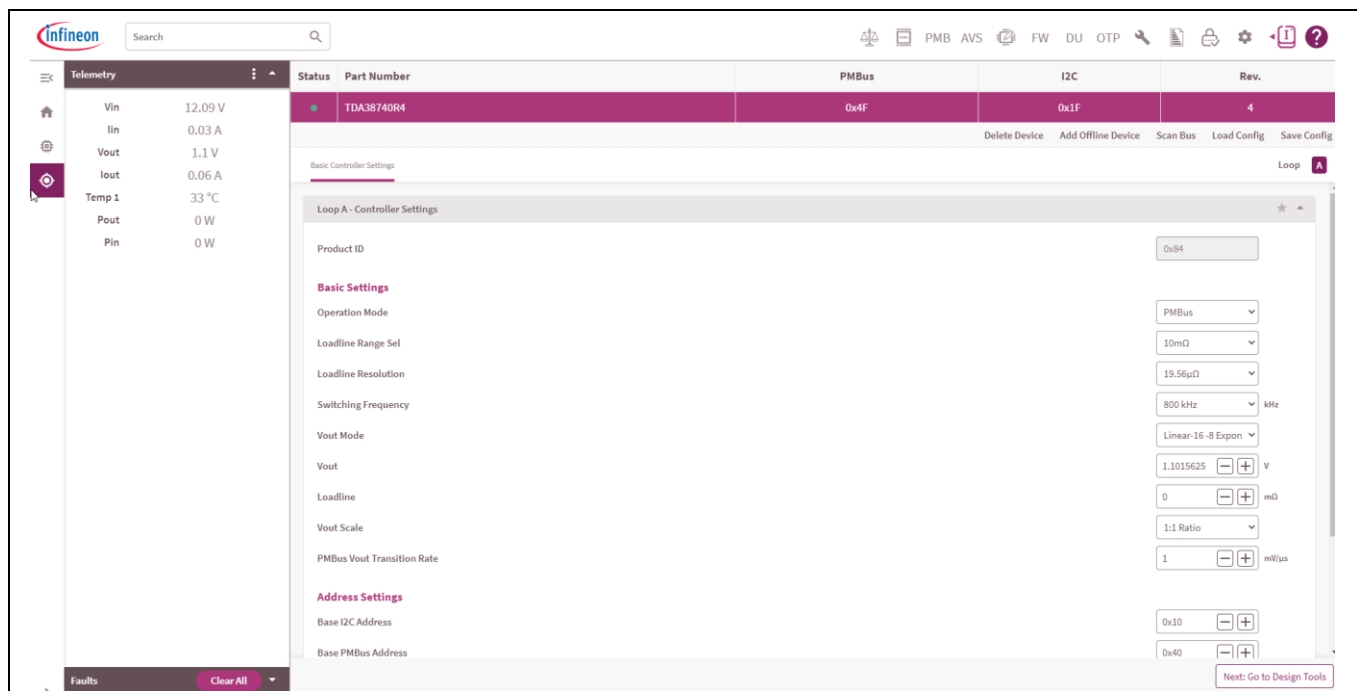 infineon
Search
PMB AVS FW DU OTP
Telemetry
Vin 12.09 V
Iin 0.03 A
Vout 1.1 V
Iout 0.06 A
Temp 1 33 °C
Pout 0 W
Pin 0 W
Faults Clear All
Status Part Number PMBus I2C Rev.
TDA38740R4 0x4F 0x1F 4
Delete Device Add Offline Device Scan Bus Load Config Save Config
Basic Controller Settings Loop A
Loop A - Controller Settings
Product ID 0x84
Basic Settings
Operation Mode PMBus
Loadline Range Sel 10mΩ
Loadline Resolution 19.56µΩ
Switching Frequency 800 kHz kHz
Vout Mode Linear-16 -8 Expon
Vout 1.1015625 V
Loadline 0 mΩ
Vout Scale 1:1 Ratio
PMBus Vout Transition Rate 1 mV/µs
Address Settings
Base I2C Address 0x10
Base PMBus Address 0x40
Next: Go to Design Tools